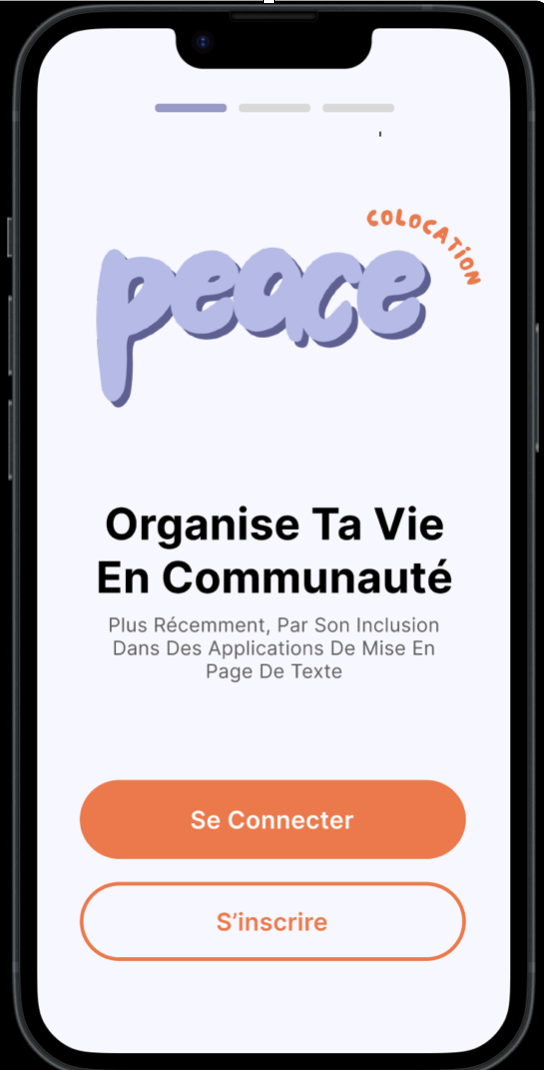 COLOCATiON
peace
Organise Ta Vie
En Communauté
Plus Récemment, Par Son Inclusion
Dans Des Applications De Mise En
Page De Texte
Se Connecter
S’inscrire